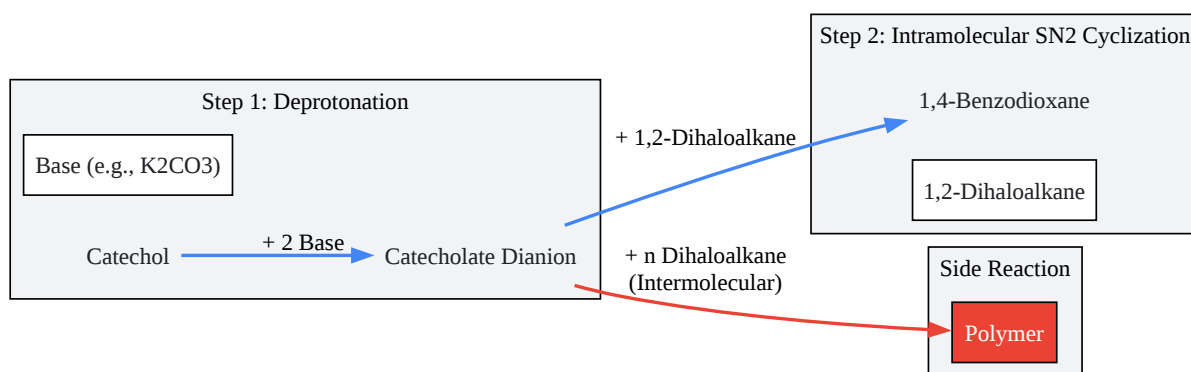 Step 1: Deprotonation
Base (e.g., K2CO3)
Catechol
+ 2 Base
Catecholate Dianion
+ 1,2-Dihaloalkane
+ n Dihaloalkane
(Intermolecular)
Step 2: Intramolecular SN2 Cyclization
1,4-Benzodioxane
1,2-Dihaloalkane
Side Reaction
Polymer